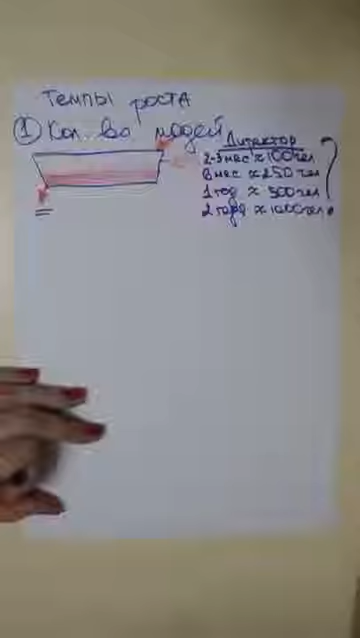 Темпы роста
① Кол. во людей
Директор
2-3 мес ≈ 100 чел
6 мес ≈ 250 чел
1 год ≈ 500 чел
2 года ≈ 1000 чел